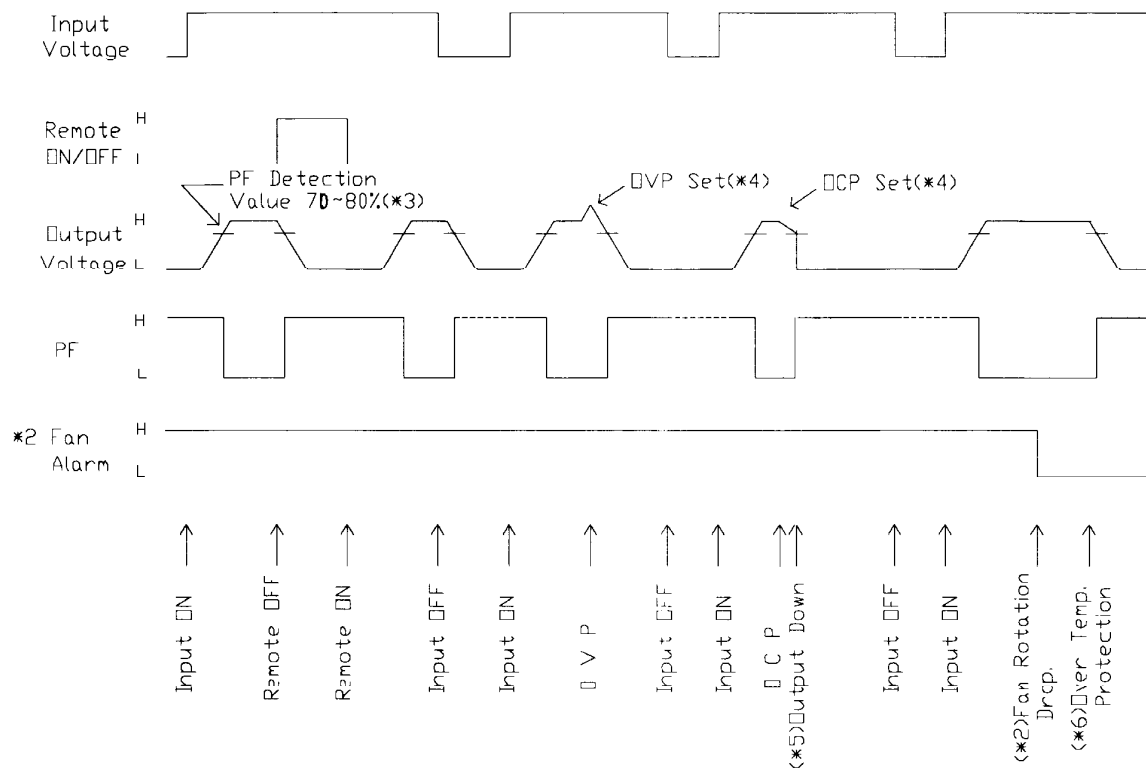 Input
Voltage
H
Remote
ON/OFF
L
PF Detection
Value 70~80%(*3)
OVP Set(*4)
OCP Set(*4)
H
Output
Voltage
L
H
PF
L
*2 Fan
Alarm
H
L
Input ON
Remote OFF
Remote ON
Input OFF
Input ON
O V P
Input OFF
Input ON
O C P
(*5)Output Down
Input OFF
Input ON
(*2)Fan Rotation
Drop.
(*6)Over Temp.
Protection